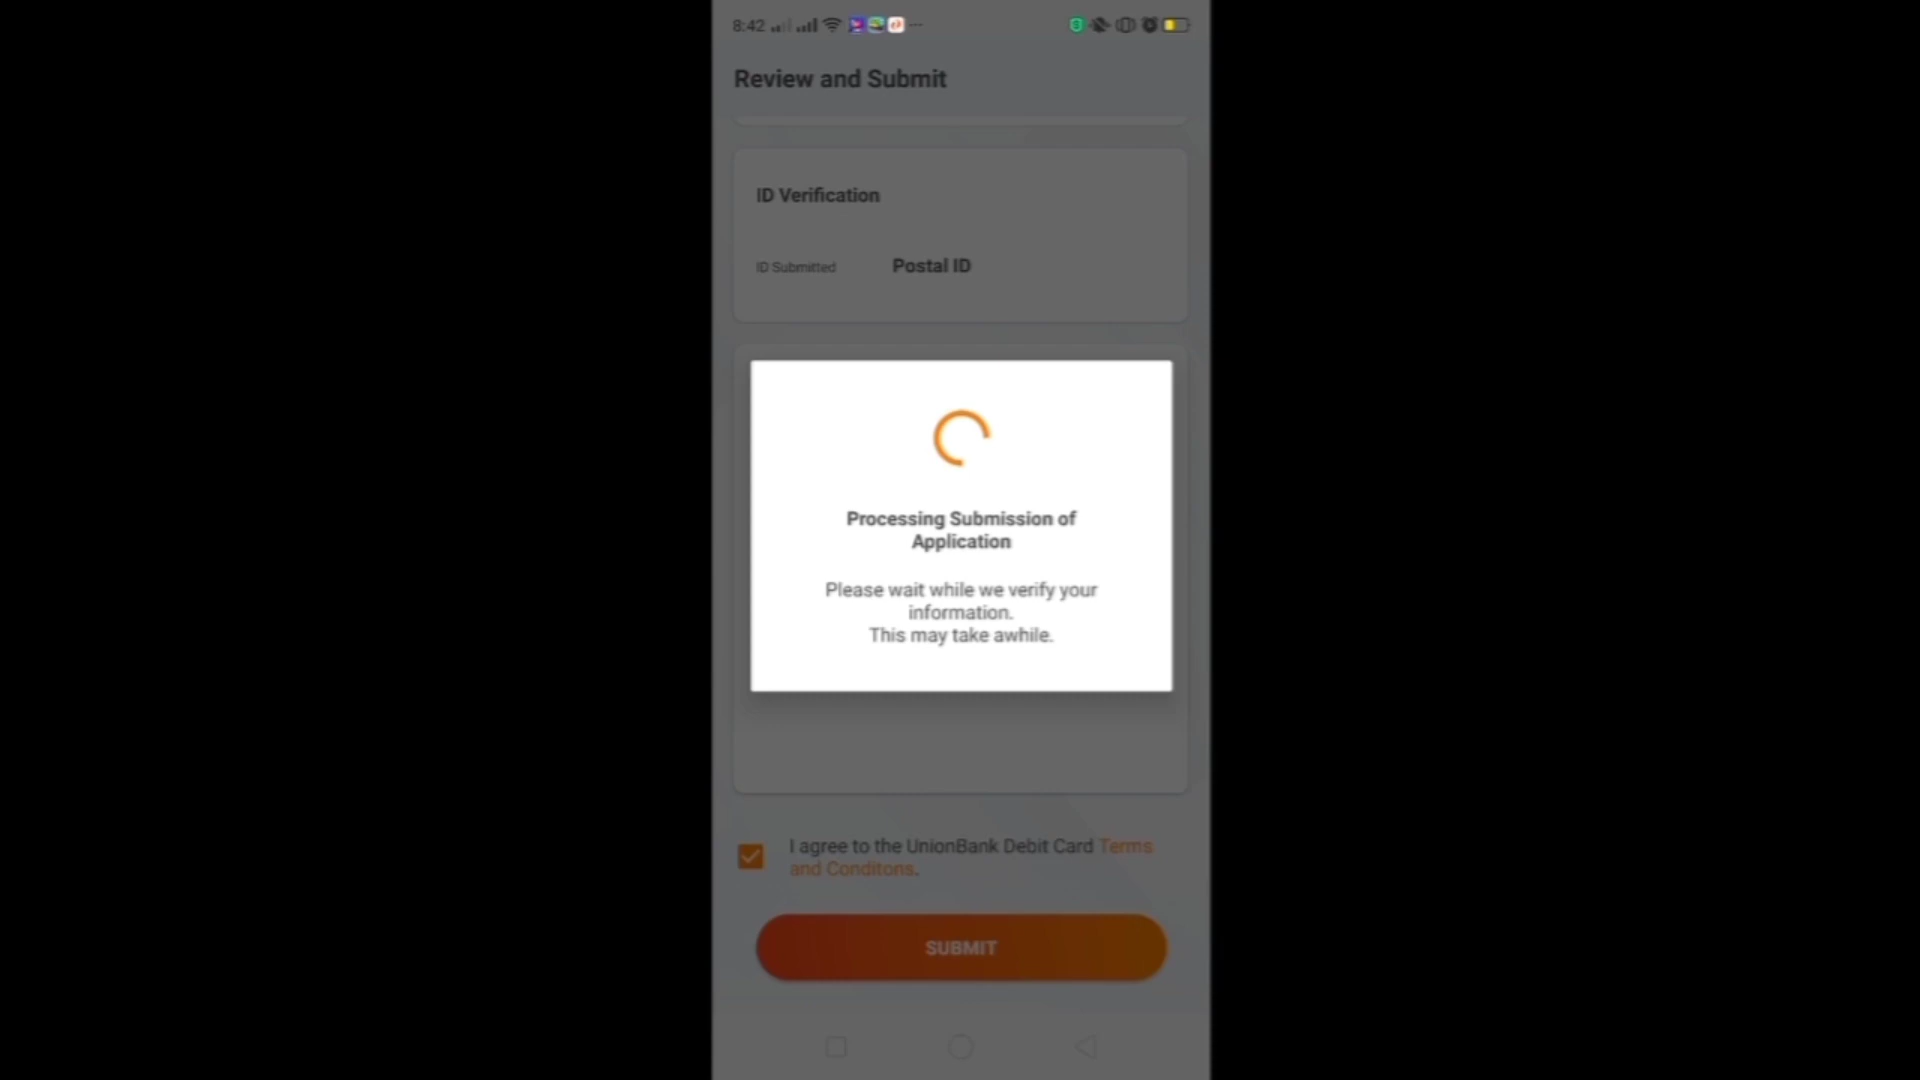 8:42
Review and Submit
ID Verification
ID Submitted Postal ID
Processing Submission of
Application
Please wait while we verify your
information.
This may take awhile.
I agree to the UnionBank Debit Card Terms
and Conditons.
SUBMIT